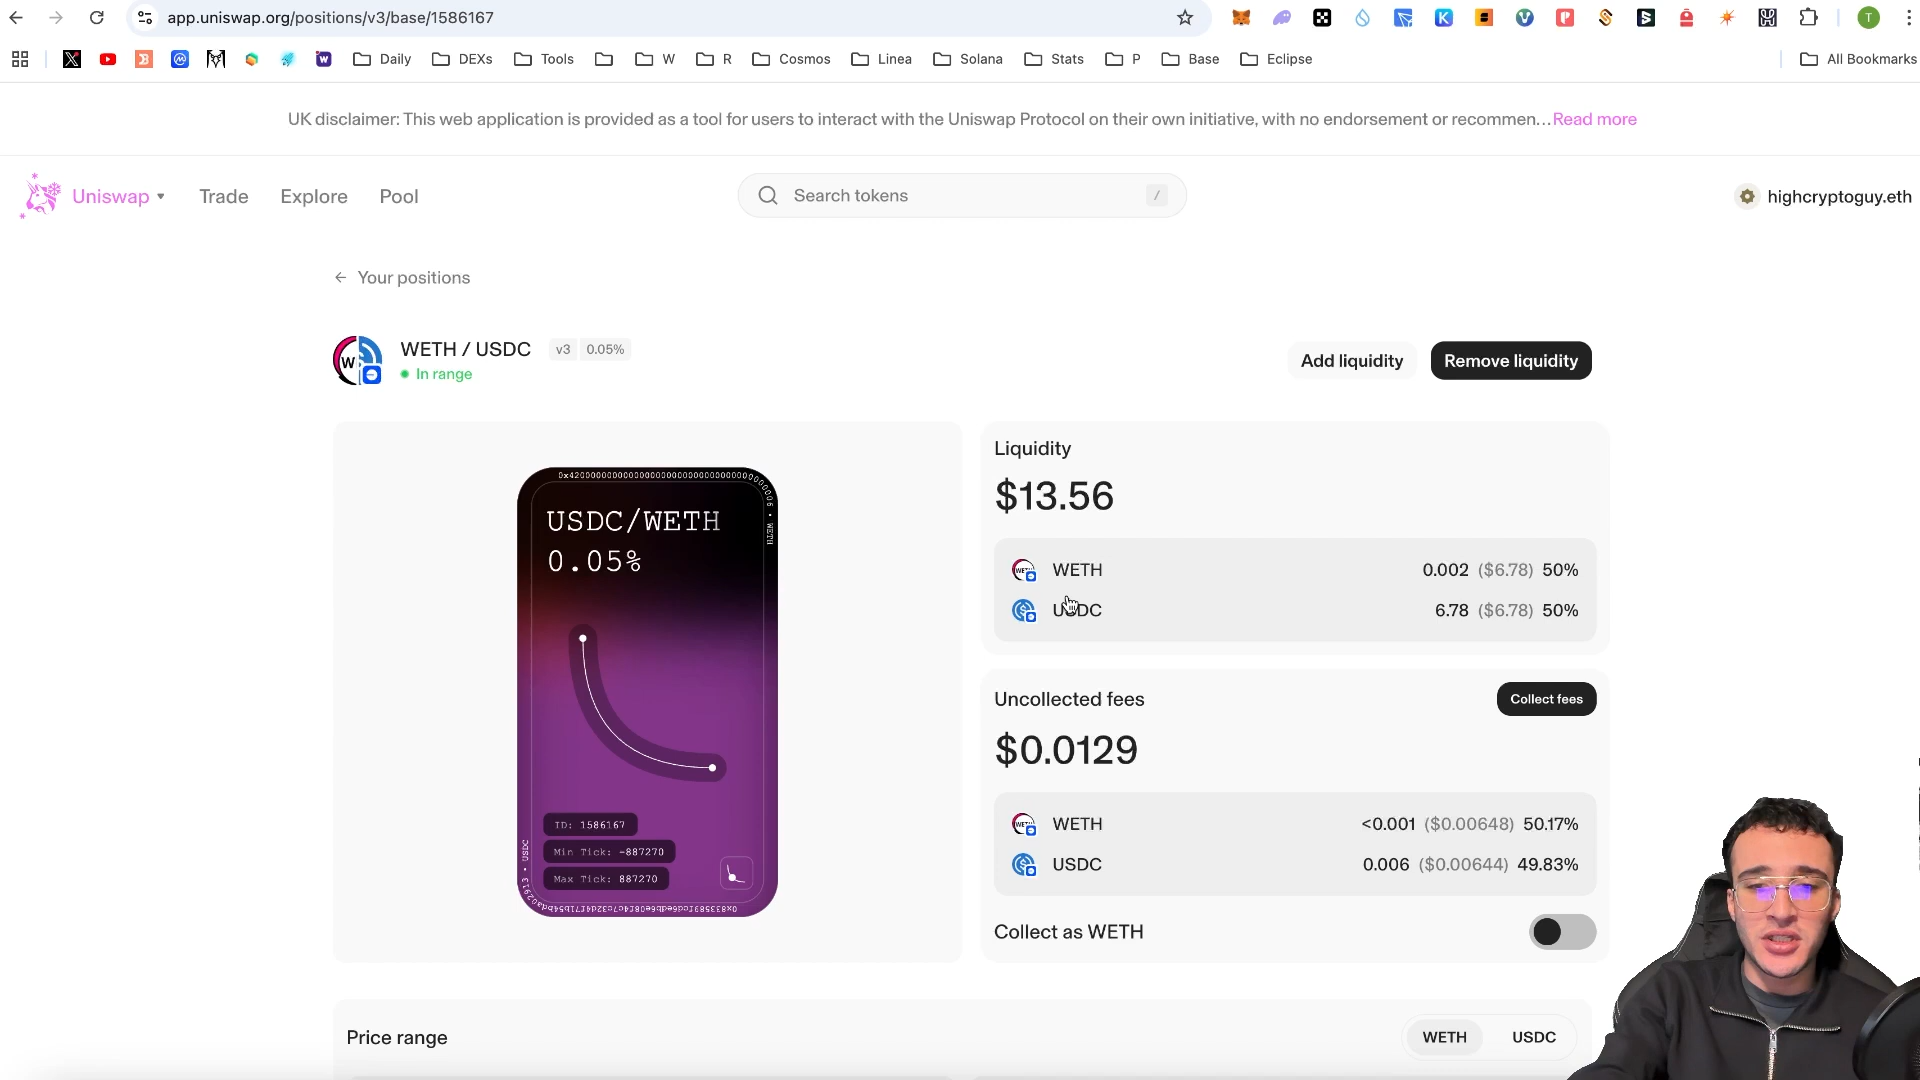 app.uniswap.org/positions/v3/base/1586167
T
Daily
DEXs
Tools
W
R
Cosmos
Linea
Solana
Stats
P
Base
Eclipse
All Bookmarks
UK disclaimer: This web application is provided as a tool for users to interact with the Uniswap Protocol on their own initiative, with no endorsement or recommen...Read more
Uniswap
Trade
Explore
Pool
Search tokens
/
highcryptoguy.eth
← Your positions
WETH / USDC
v3
0.05%
In range
Add liquidity
Remove liquidity
USDC/WETH
0.05%
ID: 1586167
Min Tick: -887270
Max Tick: 887270
Liquidity
$13.56
WETH
0.002 ($6.78) 50%
USDC
6.78 ($6.78) 50%
Uncollected fees
Collect fees
$0.0129
WETH
<0.001 ($0.00648) 50.17%
USDC
0.006 ($0.00644) 49.83%
Collect as WETH
Price range
WETH
USDC